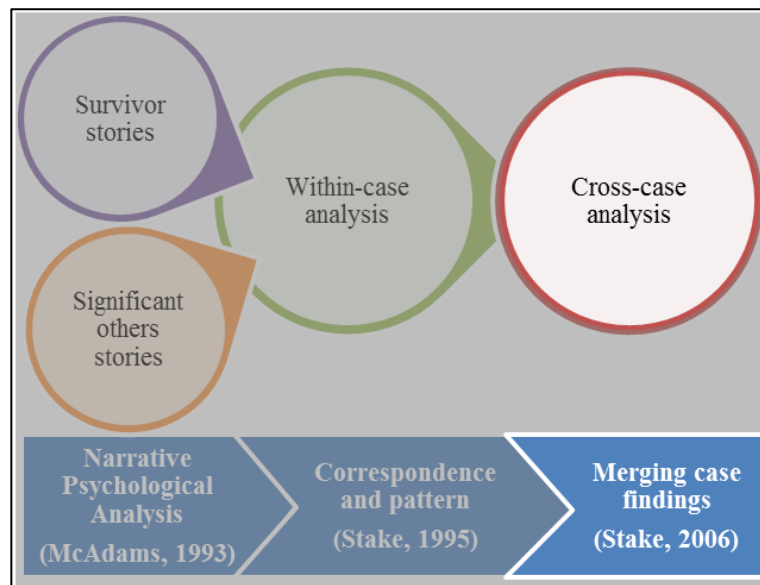 Survivor
stories
Significant
others
stories
Within-case
analysis
Cross-case
analysis
Narrative
Psychological
Analysis
(McAdams, 1993)
Correspondence
and pattern
(Stake, 1995)
Merging case
findings
(Stake, 2006)